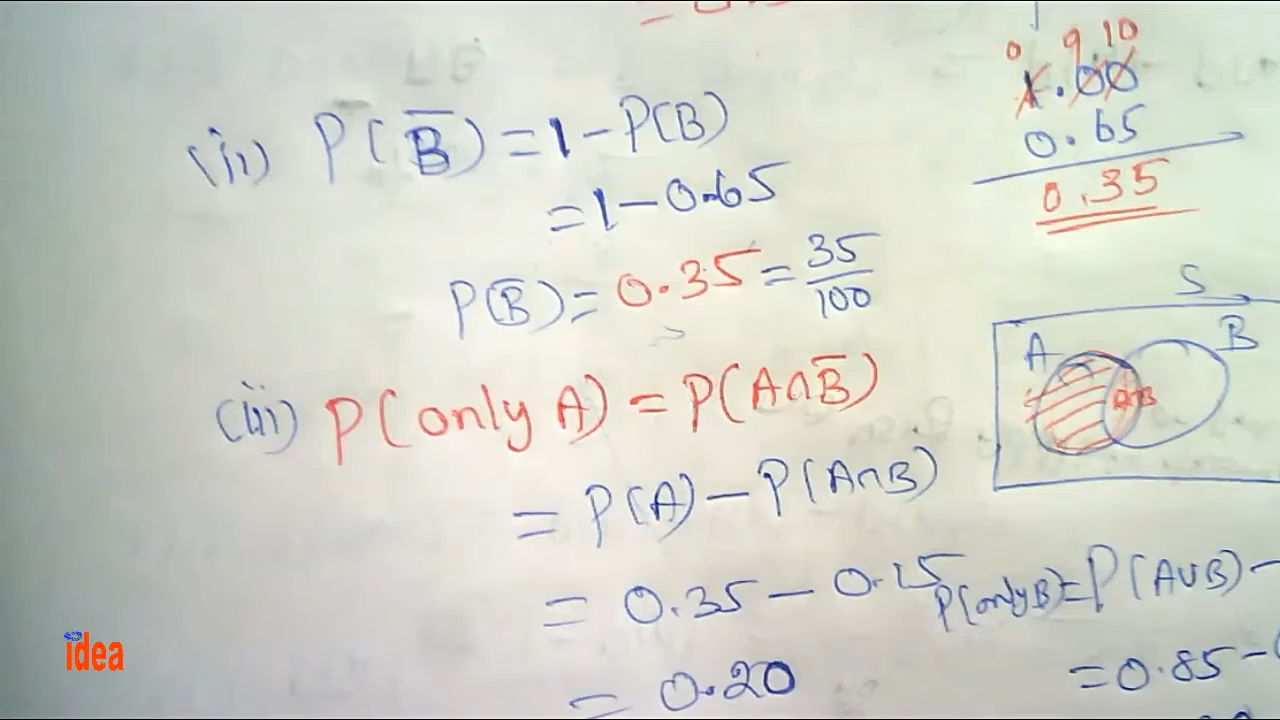 0 9 10
1.00
0.65
0.35
(ii) P(B̅) = 1 - P(B)
= 1 - 0.65
P(B̅) = 0.35 = 35/100
S
A B
A∩B
(iii) P(only A) = P(A∩B̅)
= P(A) - P(A∩B)
= 0.35 - 0.15
P(only B) = P(A∪B) -
= 0.20
= 0.85 -
idea